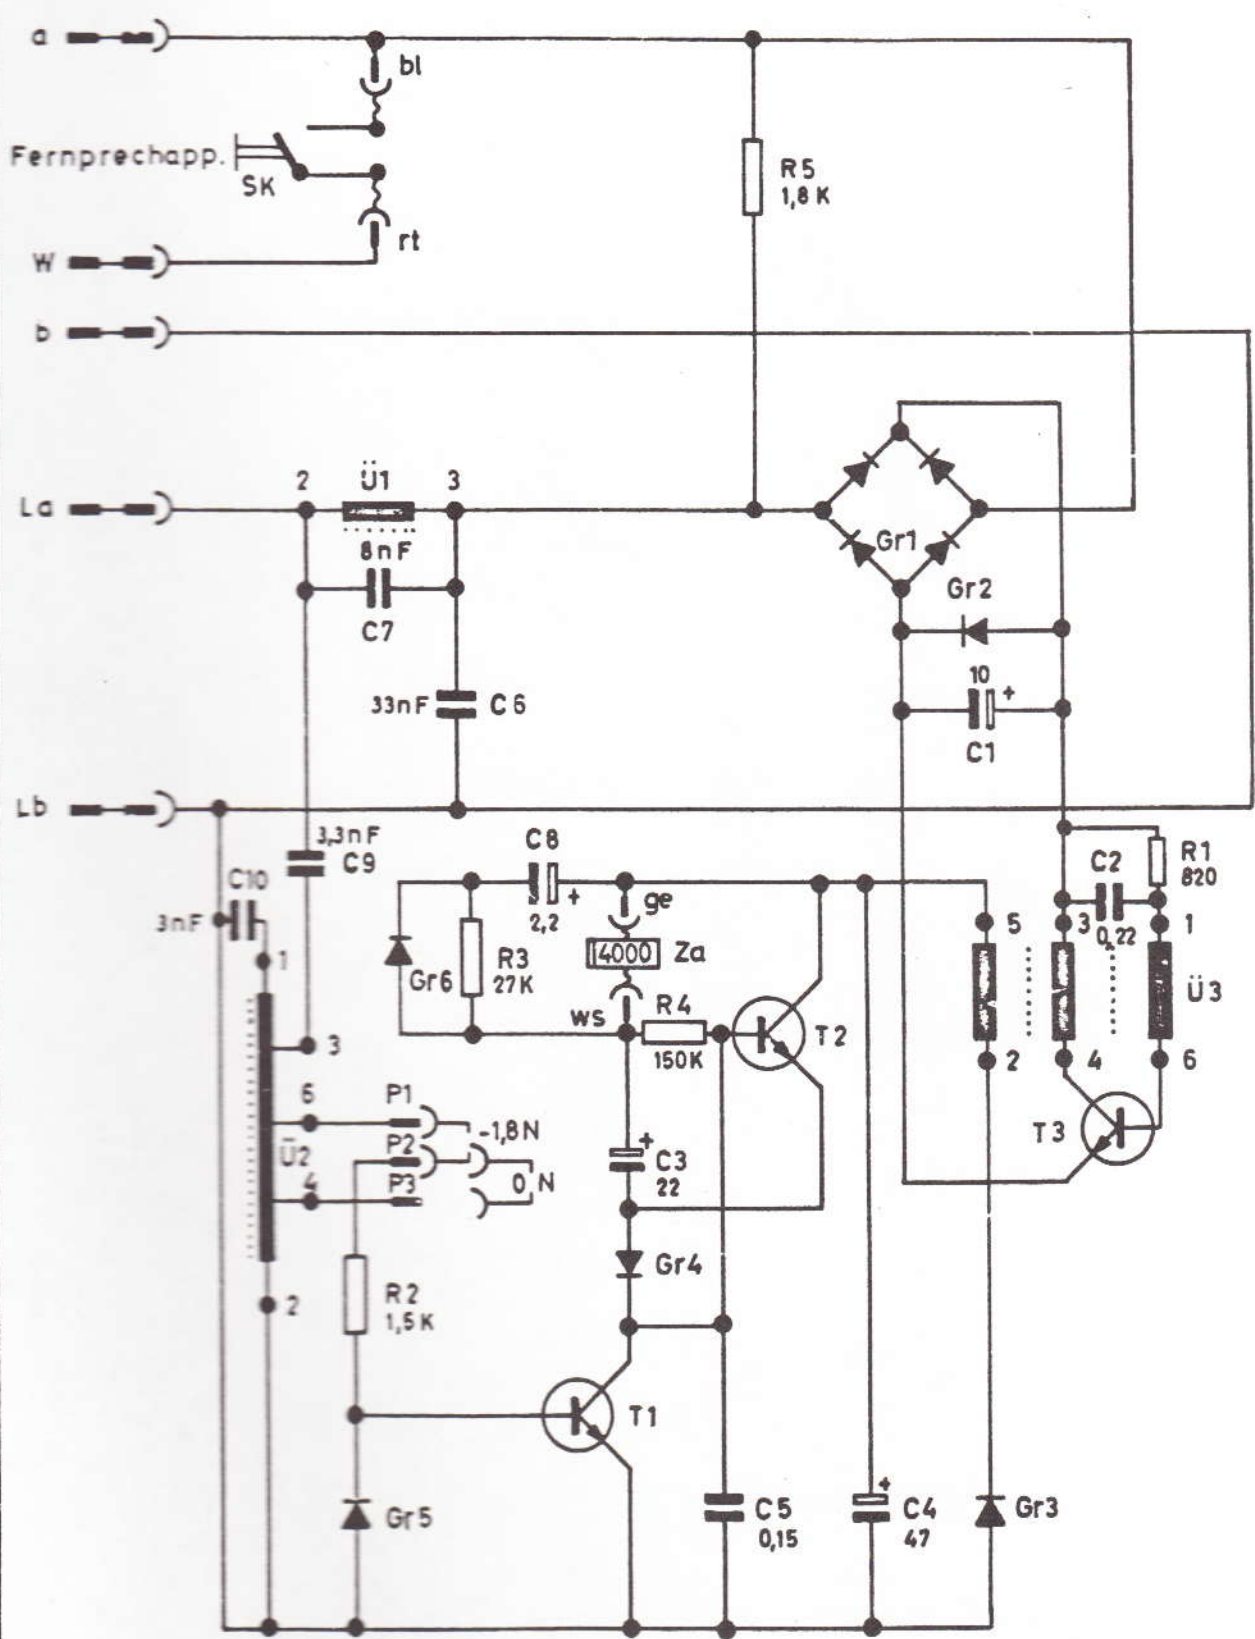 a
bl
Fernprechapp.
SK
R5
1,8K
rt
W
b
2
Ü1
3
La
8nF
Gr1
C7
Gr2
33nF
C6
10
+
C1
Lb
3,3nF
C9
C8
C10
+
2,2
ge
C2
R1
820
3nF
1
5
3
0,22
1
4000
Za
Gr6
R3
27K
Ü3
ws
R4
T2
3
150K
2
4
6
6
P1
-1,8N
T3
P2
Ü2
+
C3
22
4
P3
0 N
Gr4
R2
1,5K
2
T1
+
Gr5
C5
0,15
C4
47
Gr3